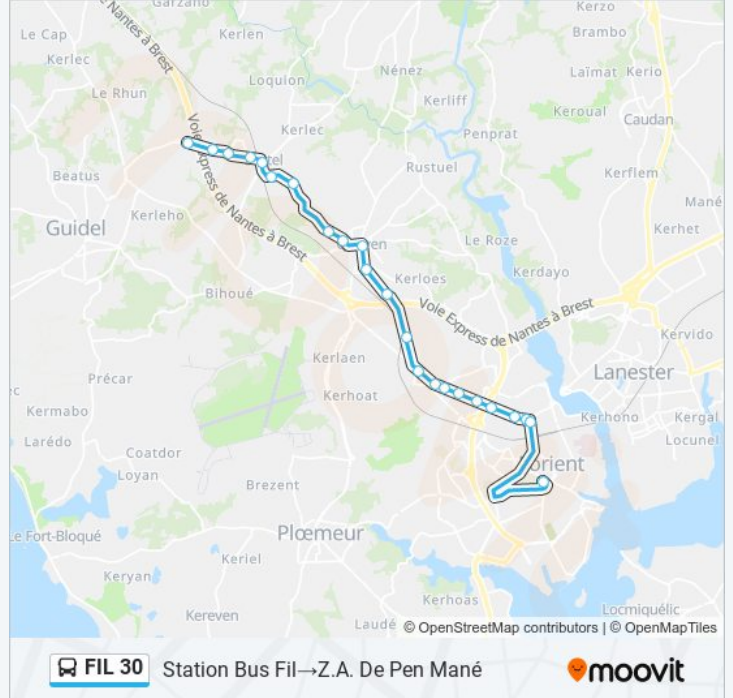 Garzano
Kerzo
Le Cap
Kerlen
Brambo
Kerlec
de Nantes à Brest
Nénez
Laïmat Kerio
Loquion
Le Rhun
Kerliff
Keroual
Caudan
Kerlec
Penprat
Voie Express de Nantes à Brest
tel
Rustuel
Beatus
Kerflem
Mané
Kerleho
Guidel
Le Roze
Kerhet
en
Kerloes
Kerdayo
Bihoué
Voie Express de Nantes à Brest
Kervido
Kerlaen
Lanester
Précar
Kerhoat
Kermabo
Kerhono
Kergal
Larédo
Coatdor
Locunel
Loyan
orient
Brezent
Le Fort-Bloqué
Plœmeur
Keriel
Keryan
Kerhoas
Locmiquélic
Kereven
Laudé
© OpenStreetMap contributors | © OpenMapTiles
FIL 30
Station Bus Fil→Z.A. De Pen Mané
moovit